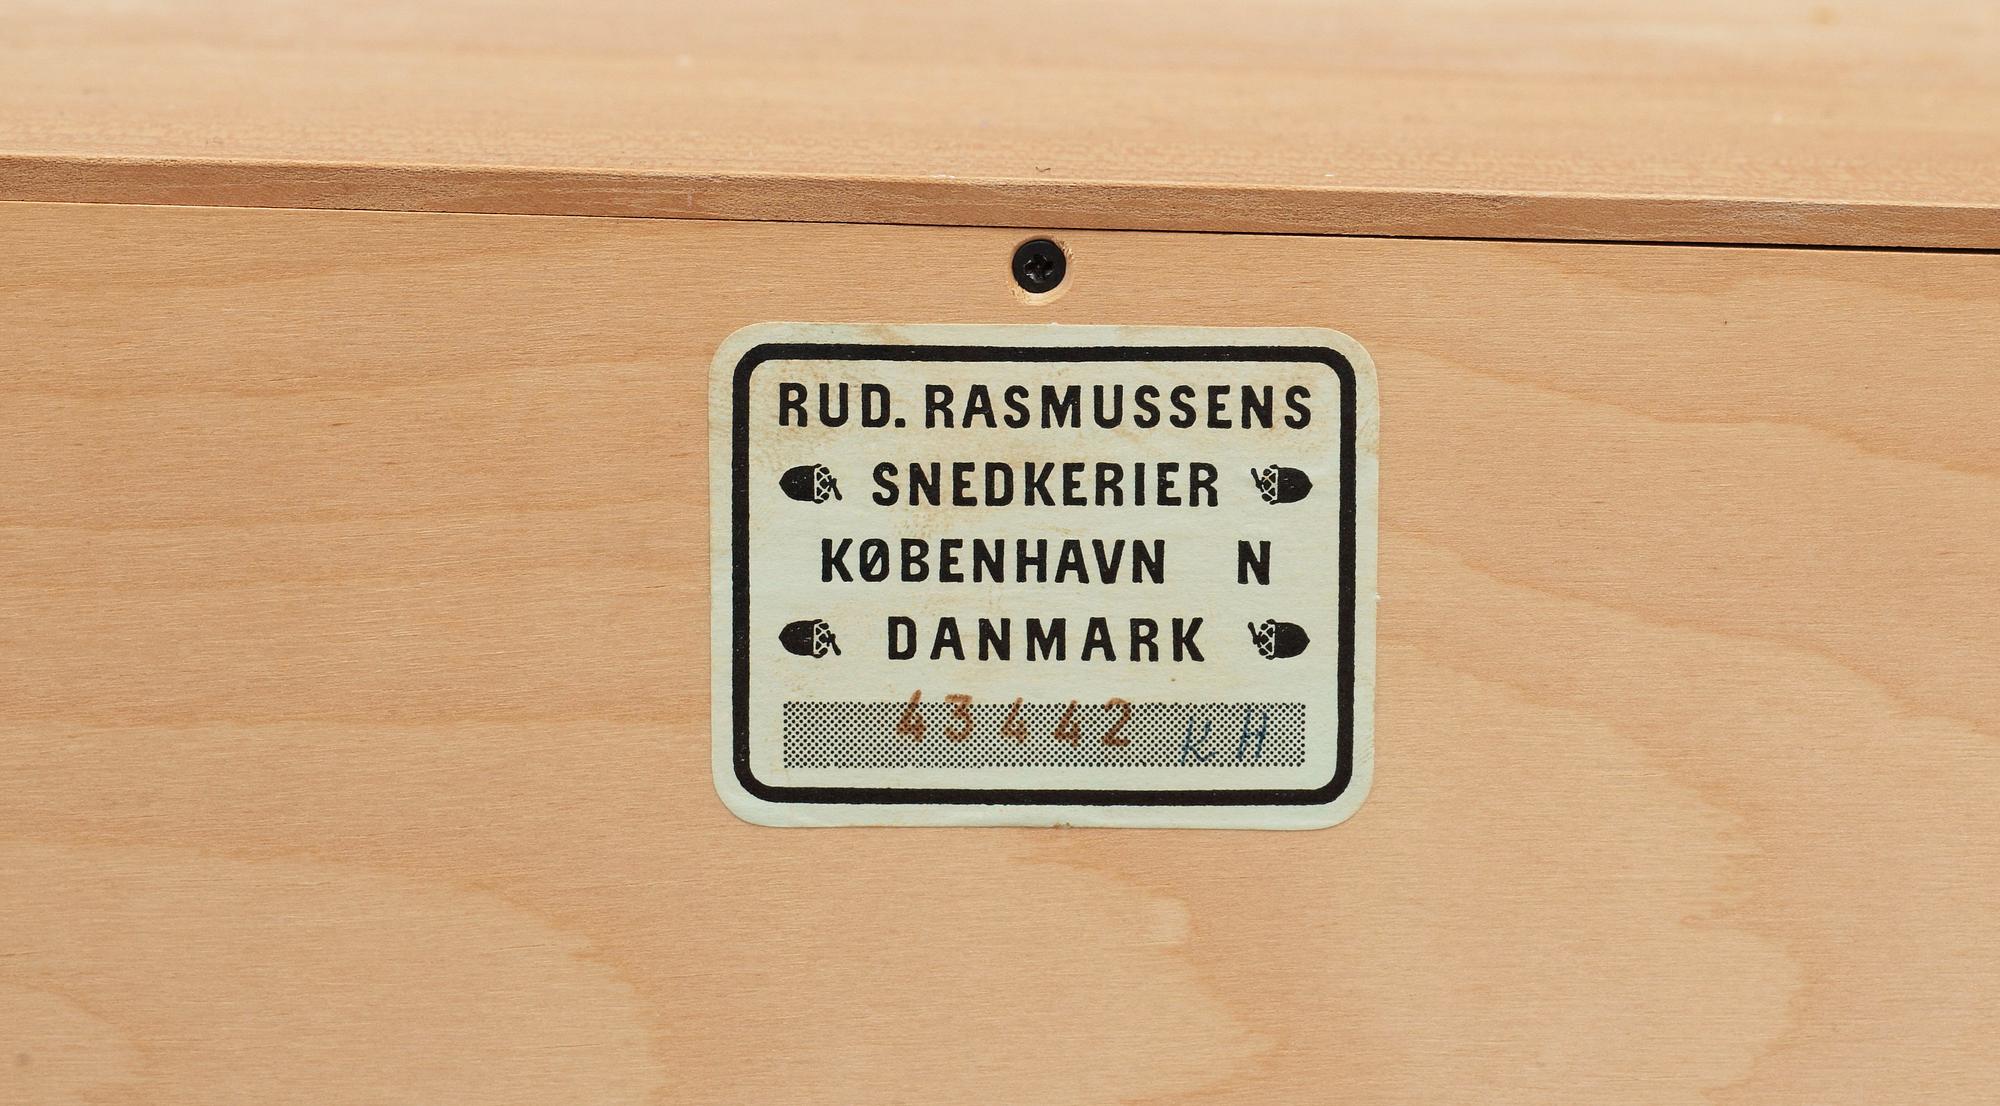 RUD. RASMUSSENS
SNEDKERIER
KØBENHAVN N
DANMARK
43442 KH